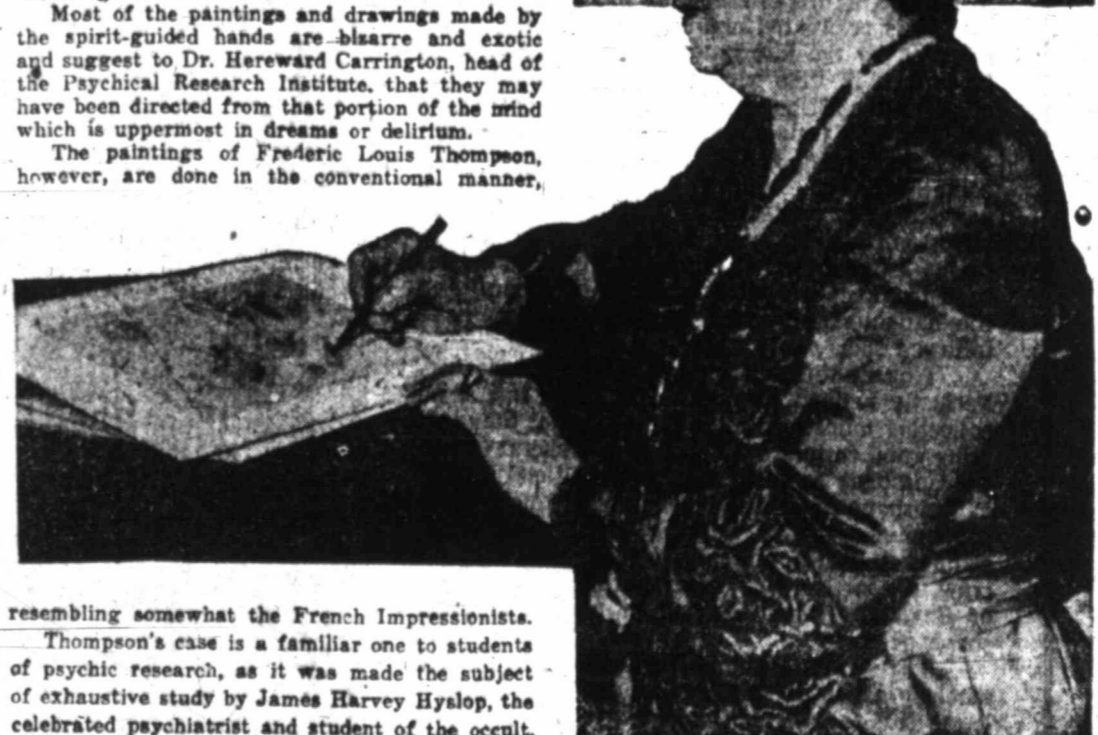 Most of the paintings and drawings made by
the spirit-guided hands are bizarre and exotic
and suggest to Dr. Hereward Carrington, head of
the Psychical Research Institute, that they may
have been directed from that portion of the mind
which is uppermost in dreams or delirium.
The paintings of Frederic Louis Thompson,
however, are done in the conventional manner,
resembling somewhat the French Impressionists.
Thompson's case is a familiar one to students
of psychic research, as it was made the subject
of exhaustive study by James Harvey Hyslop, the
celebrated psychiatrist and student of the occult.